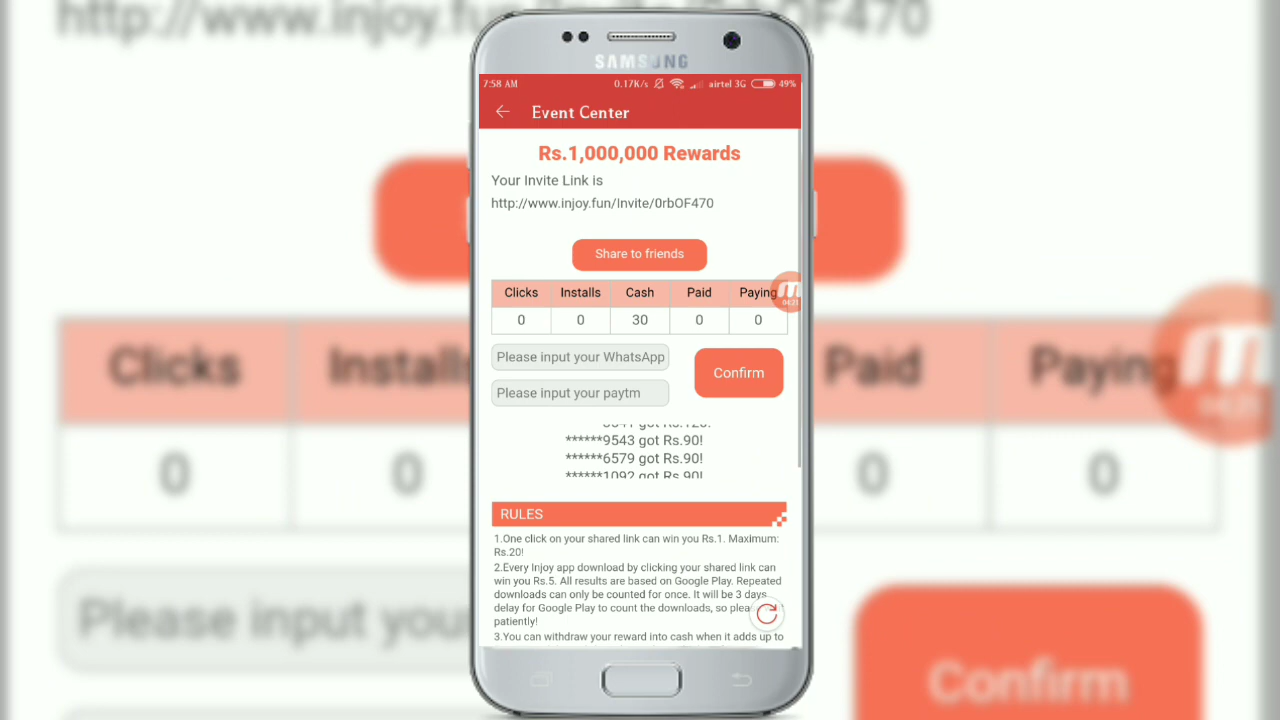 http://www.injoy.fun/Invite/0rbOF470
SAMSUNG
7:58 AM 0.17K/s airtel 3G 49%
Event Center
Rs.1,000,000 Rewards
Your Invite Link is
http://www.injoy.fun/Invite/0rbOF470
Share to friends
Clicks Installs Cash Paid Paying
0 0 30 0 0
04:21
Please input your WhatsApp
Confirm
Please input your paytm
******9543 got Rs.90!
******6579 got Rs.90!
******1092 got Rs.90!
RULES
1.One click on your shared link can win you Rs.1. Maximum:
Rs.20!
2.Every Injoy app download by clicking your shared link can
win you Rs.5. All results are based on Google Play. Repeated
downloads can only be counted for once. It will be 3 days
delay for Google Play to count the downloads, so
patiently!
3.You can withdraw your reward into cash when it adds up to
Clicks Installs Paid Paying
0 0 0 0
Please input your
Confirm